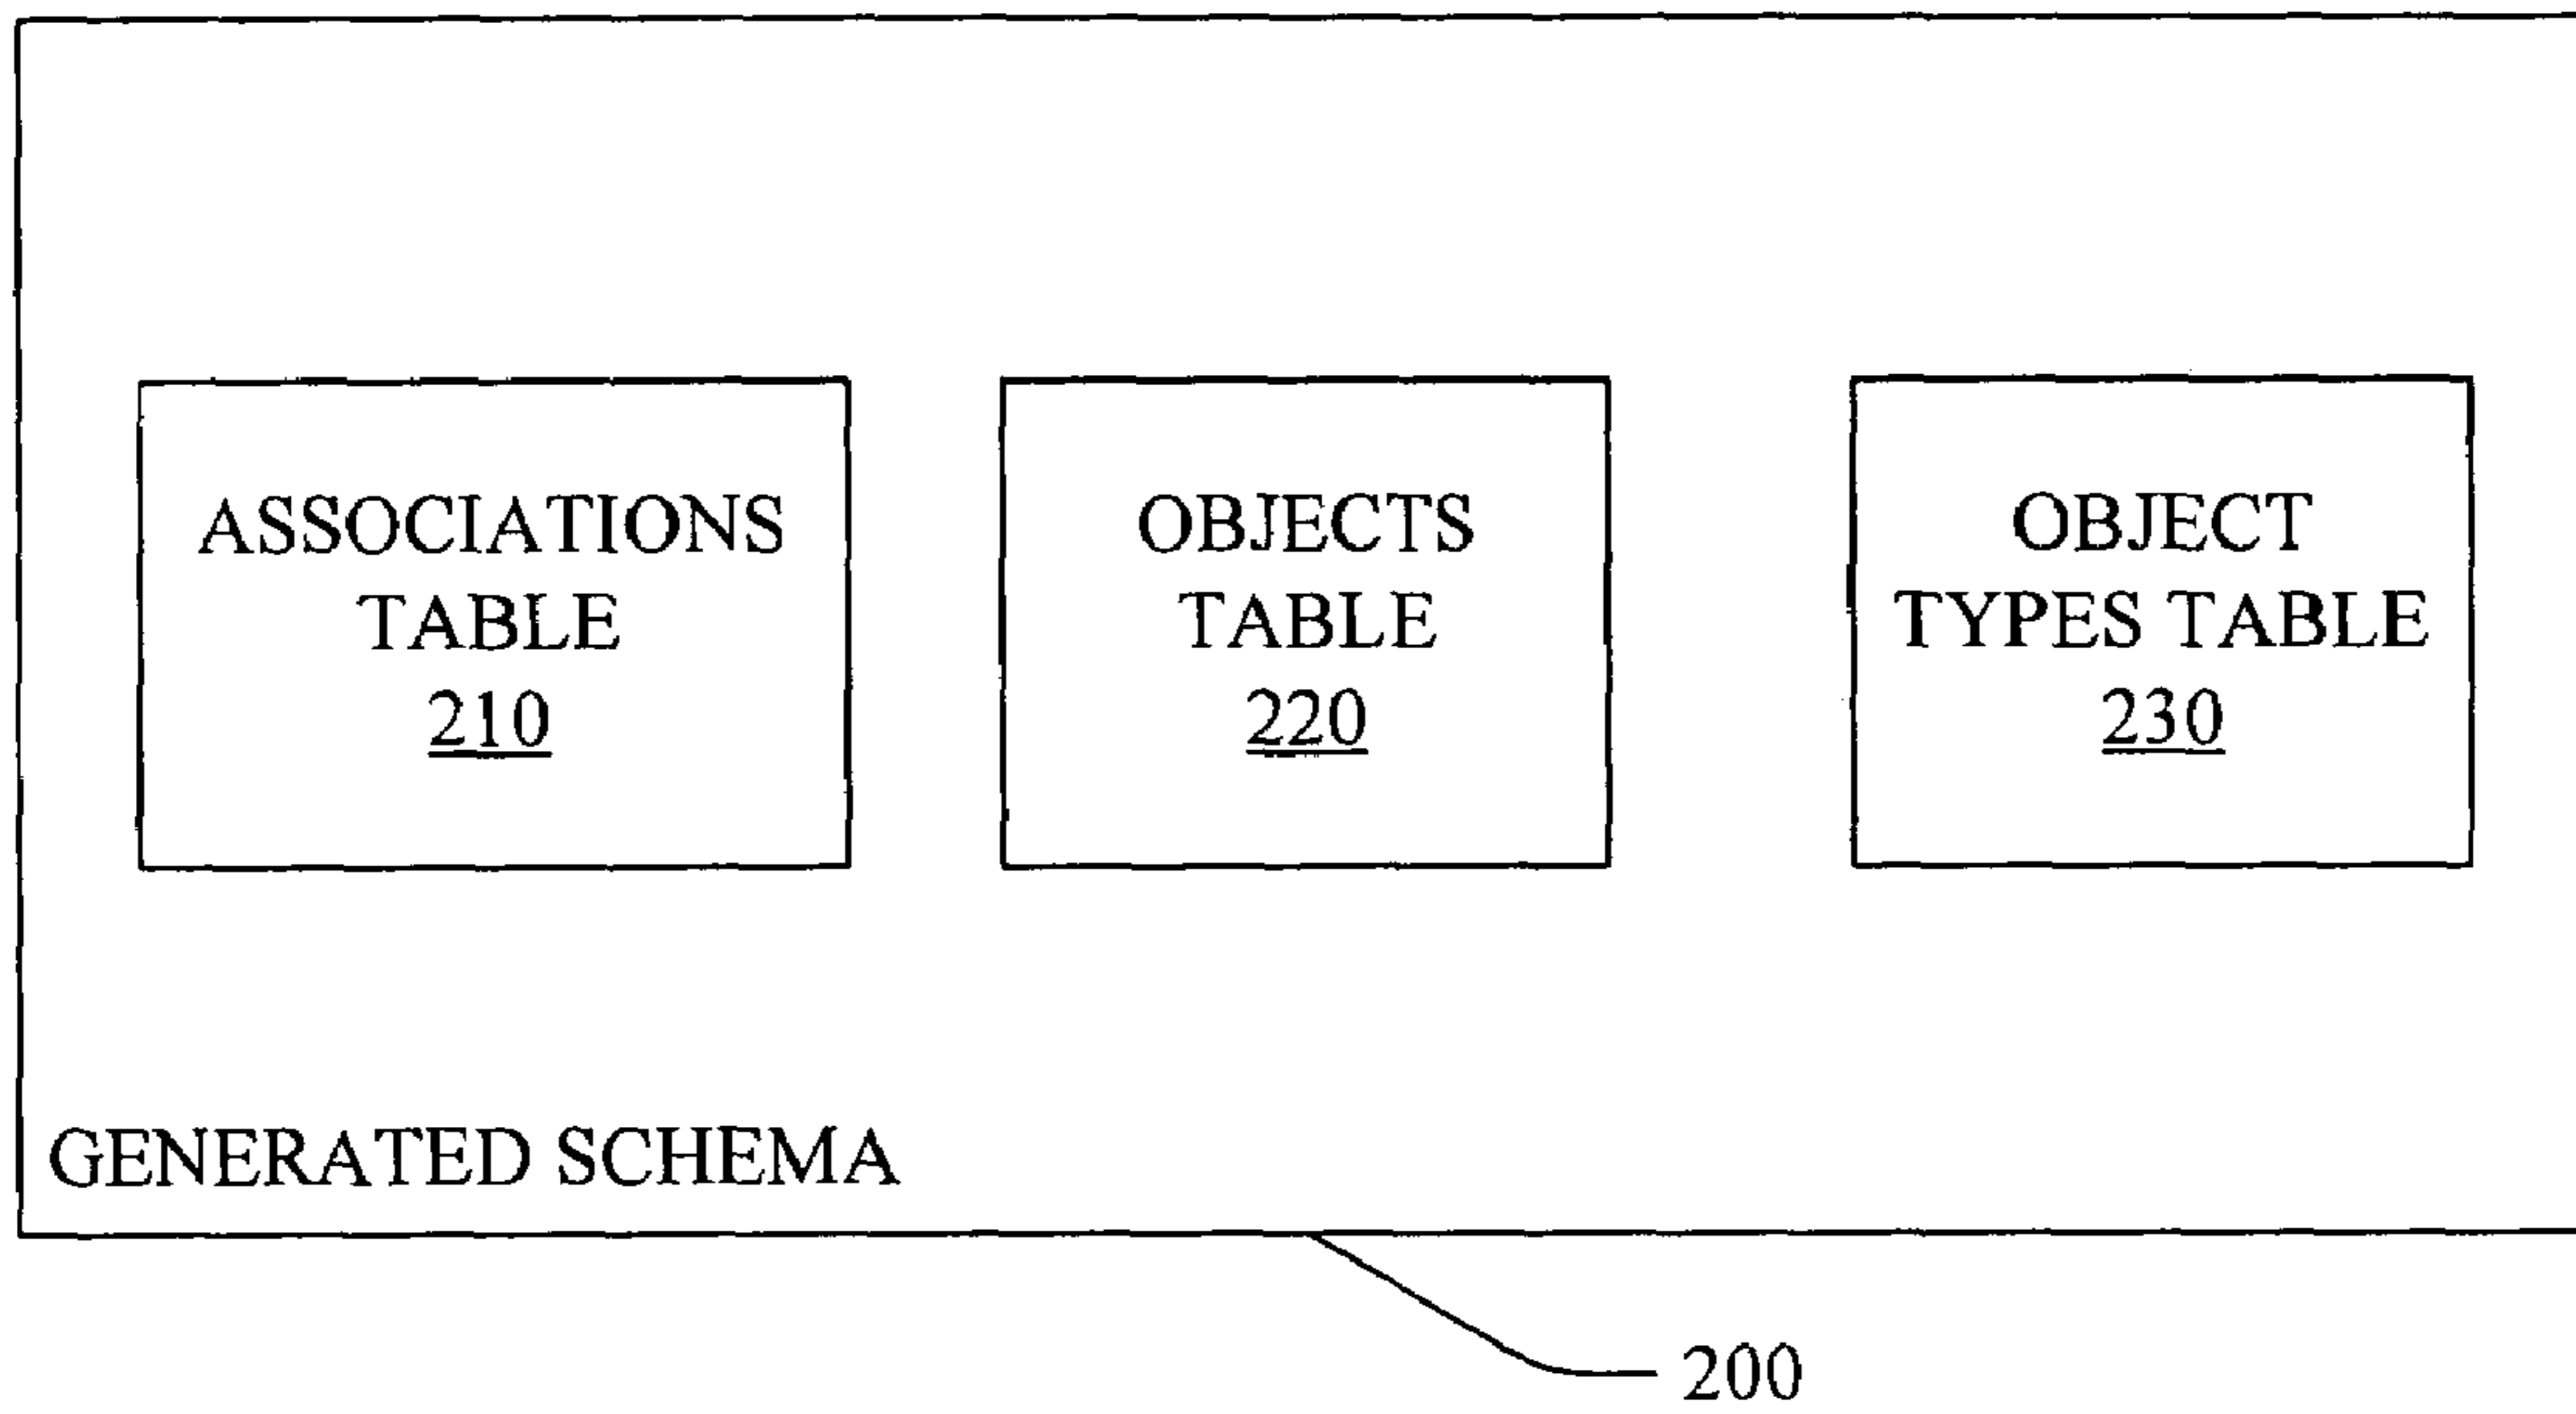 ASSOCIATIONS
TABLE
210
OBJECTS
TABLE
220
OBJECT
TYPES TABLE
230
GENERATED SCHEMA
200